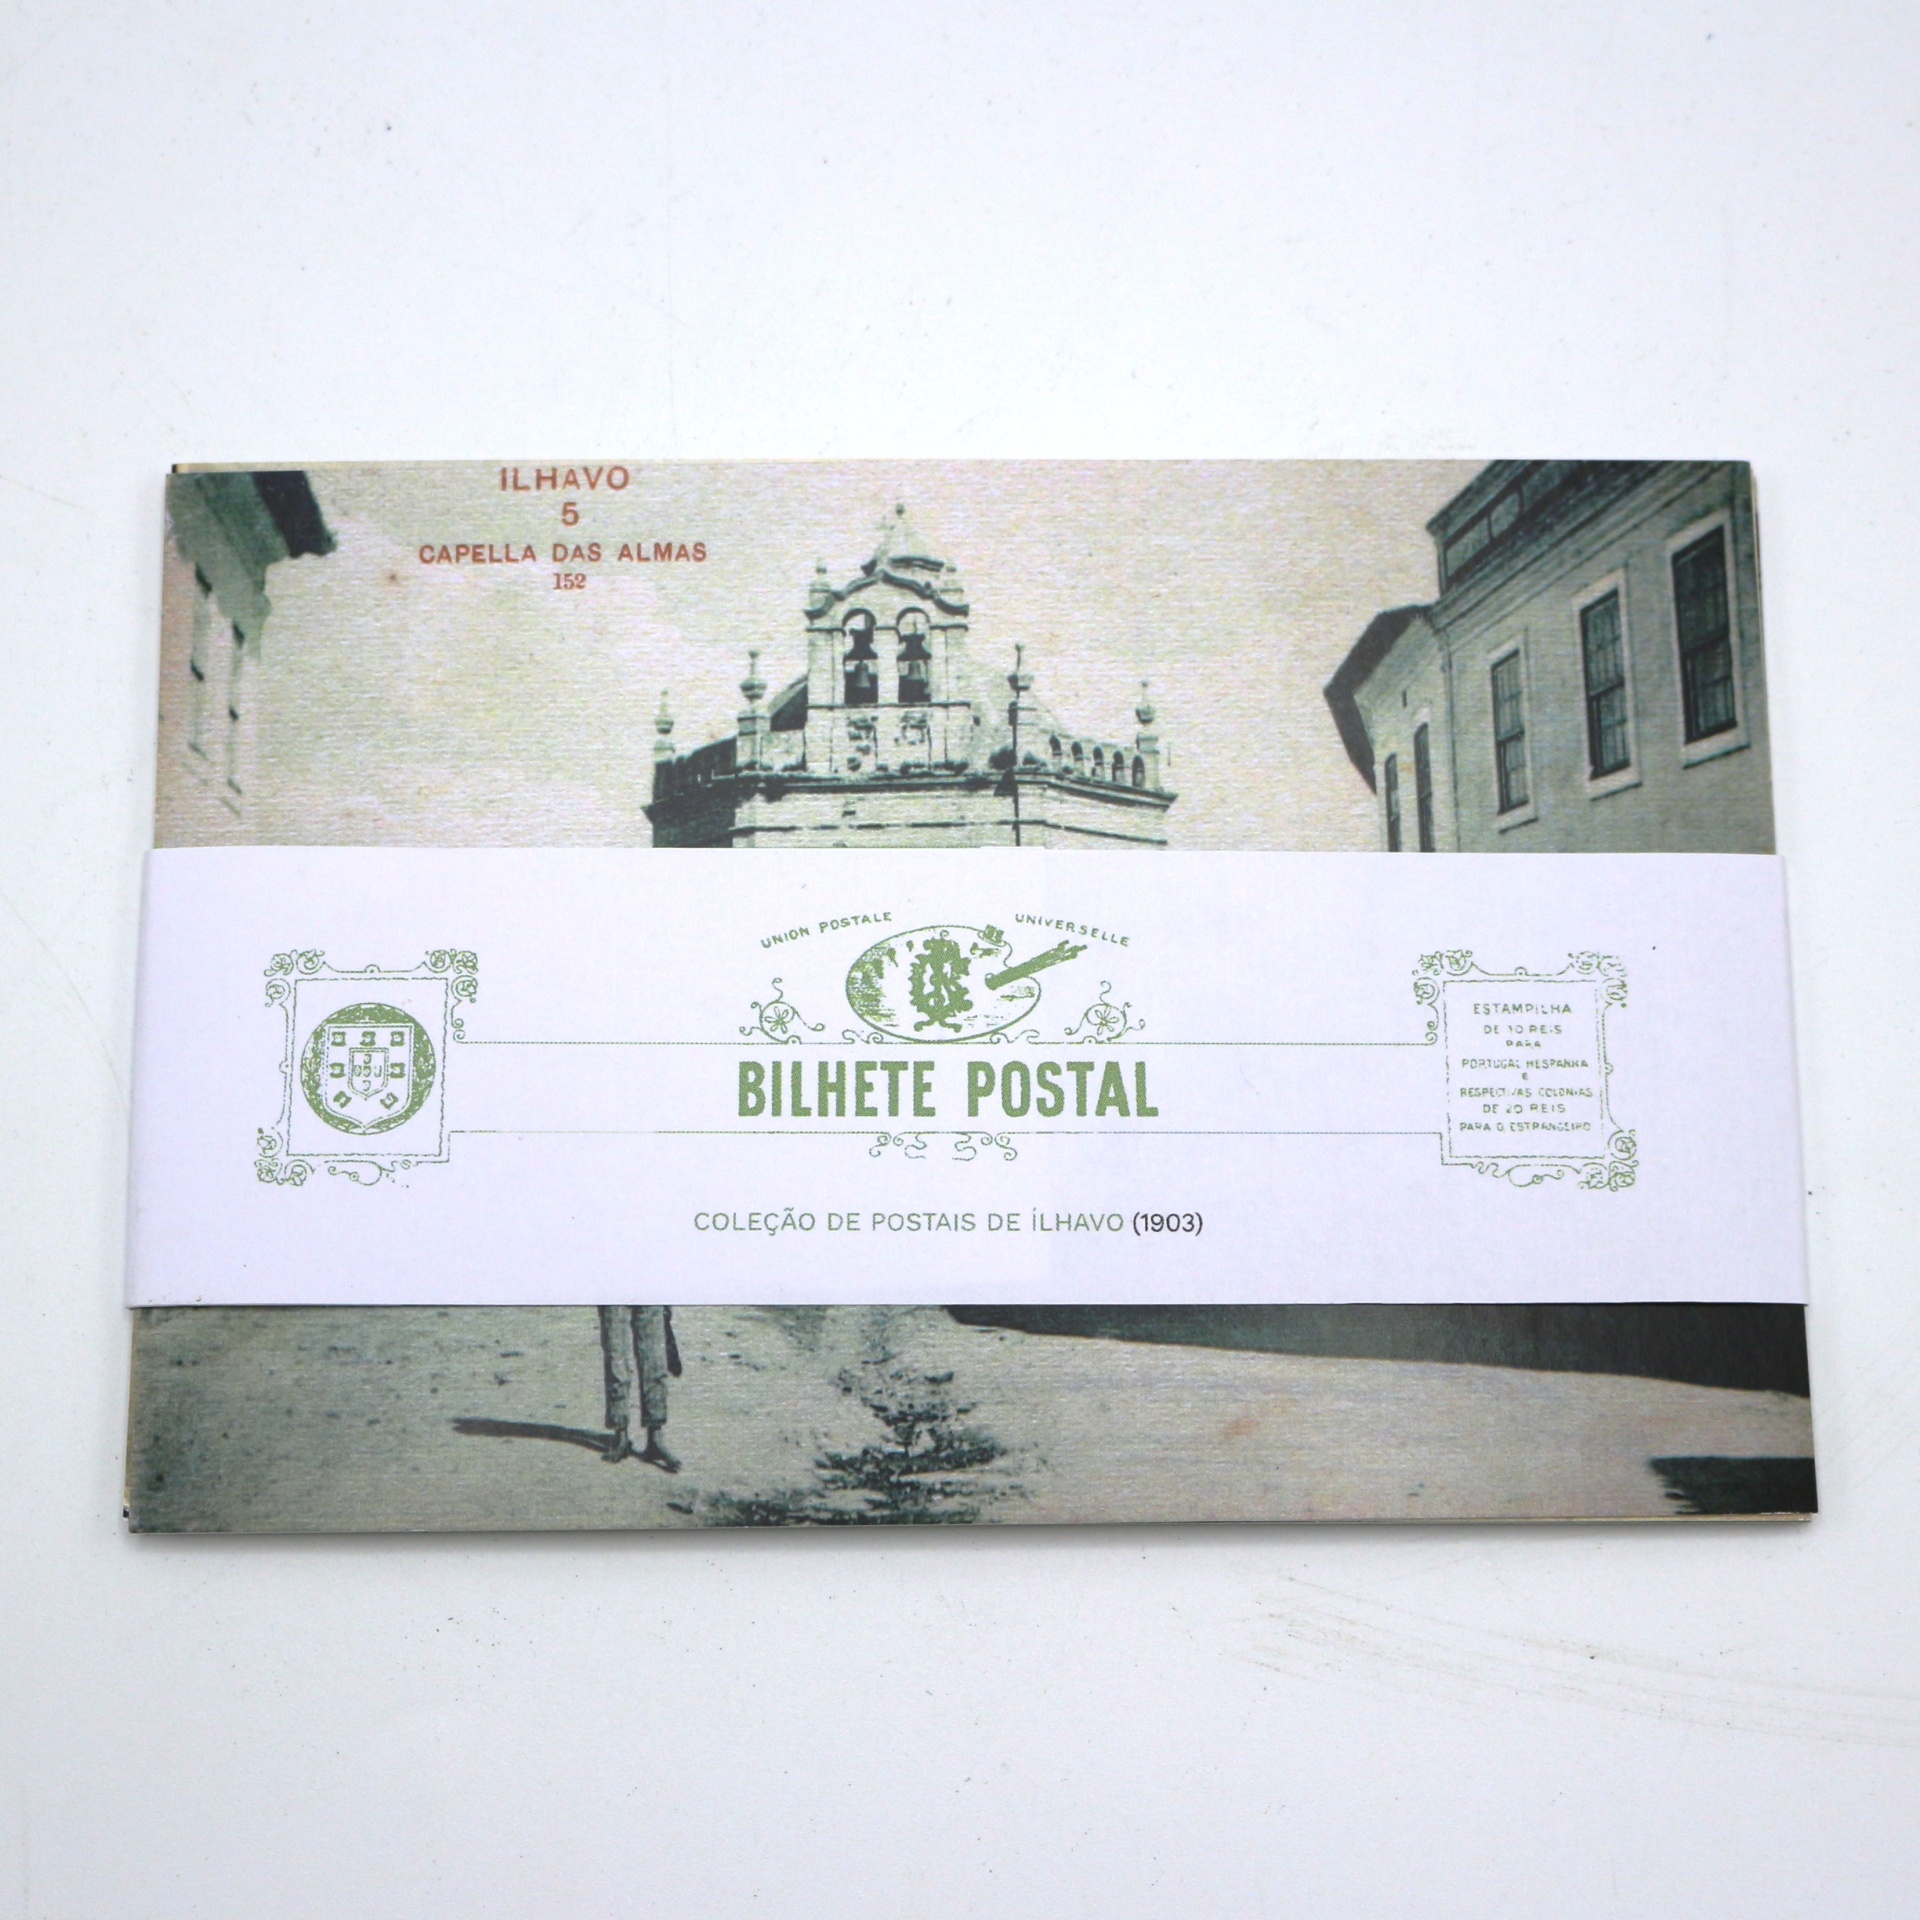 ILHAVO
5
CAPELLA DAS ALMAS
152
UNION POSTALE UNIVERSELLE
BILHETE POSTAL
ESTAMPILHA
DE 10 REIS
PARA
PORTUGAL HESPANHA
E
RESPECTIVAS COLONIAS
DE 20 REIS
PARA O ESTRANGEIRO
COLEÇÃO DE POSTAIS DE ÍLHAVO (1903)